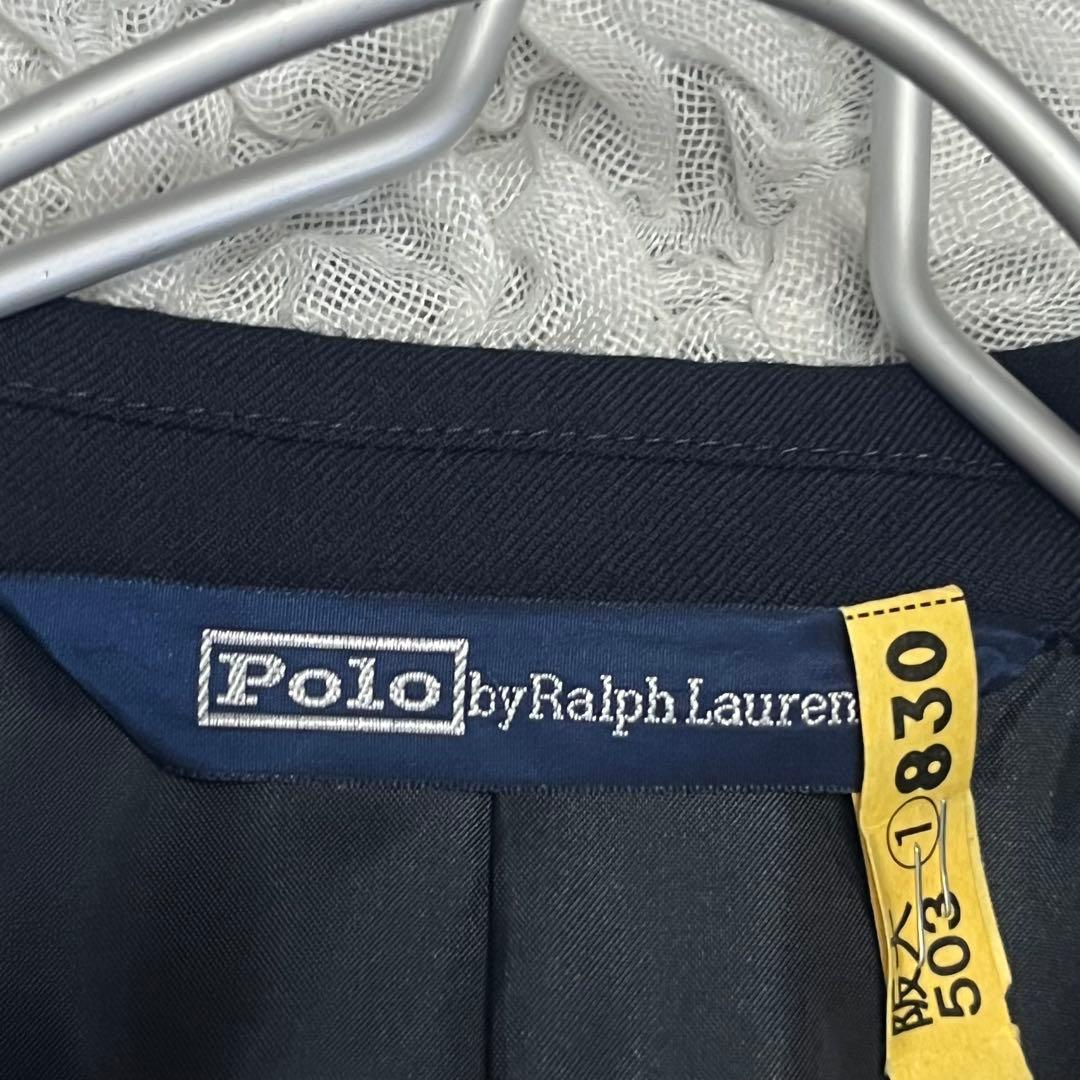 Polo by Ralph Lauren
830
①
阪大
503